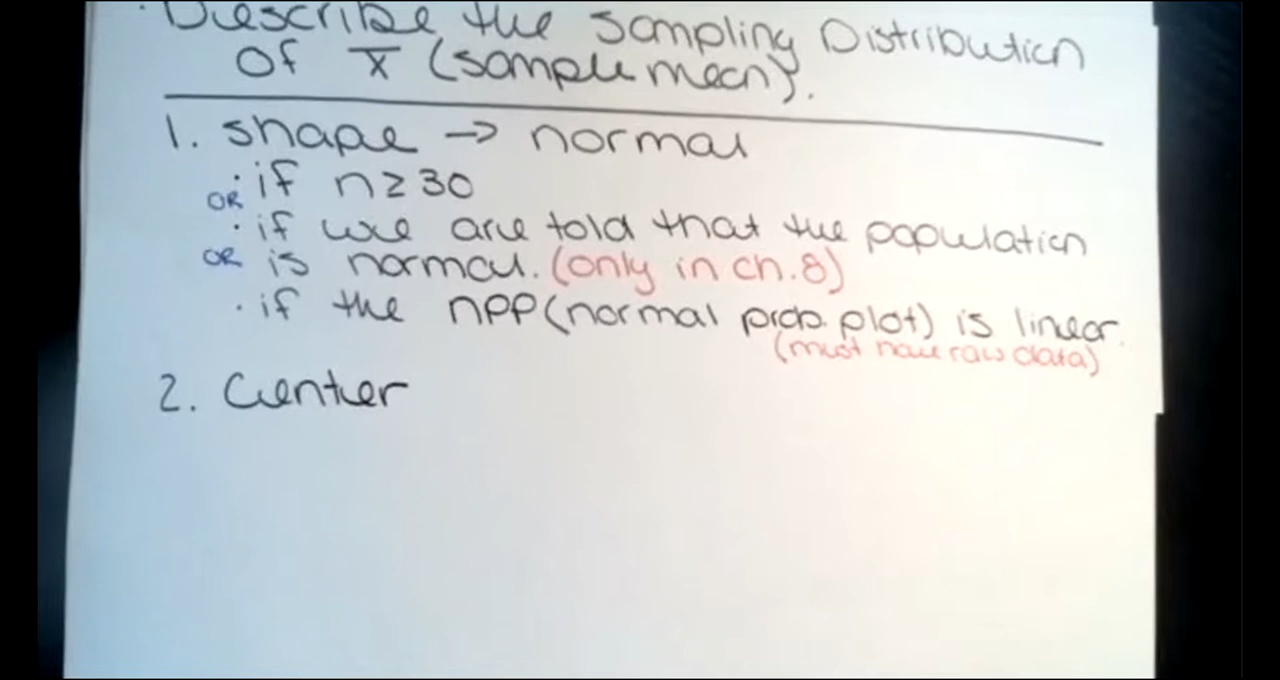 · Describe the Sampling Distribution
of x̄ (sample mean).
1. shape → normal
· if n ≥ 30
OR
· if we are told that the population
OR is normal. (only in ch. 8)
· if the NPP (normal prob. plot) is linear.
(must have raw data)
2. Center